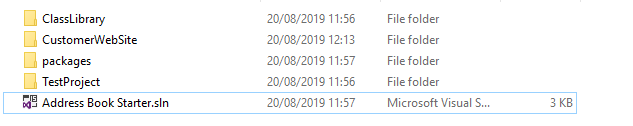 ClassLibrary 20/08/2019 11:56 File folder
CustomerWebSite 20/08/2019 12:13 File folder
packages 20/08/2019 11:57 File folder
TestProject 20/08/2019 11:56 File folder
Address Book Starter.sln 20/08/2019 11:57 Microsoft Visual S... 3 KB